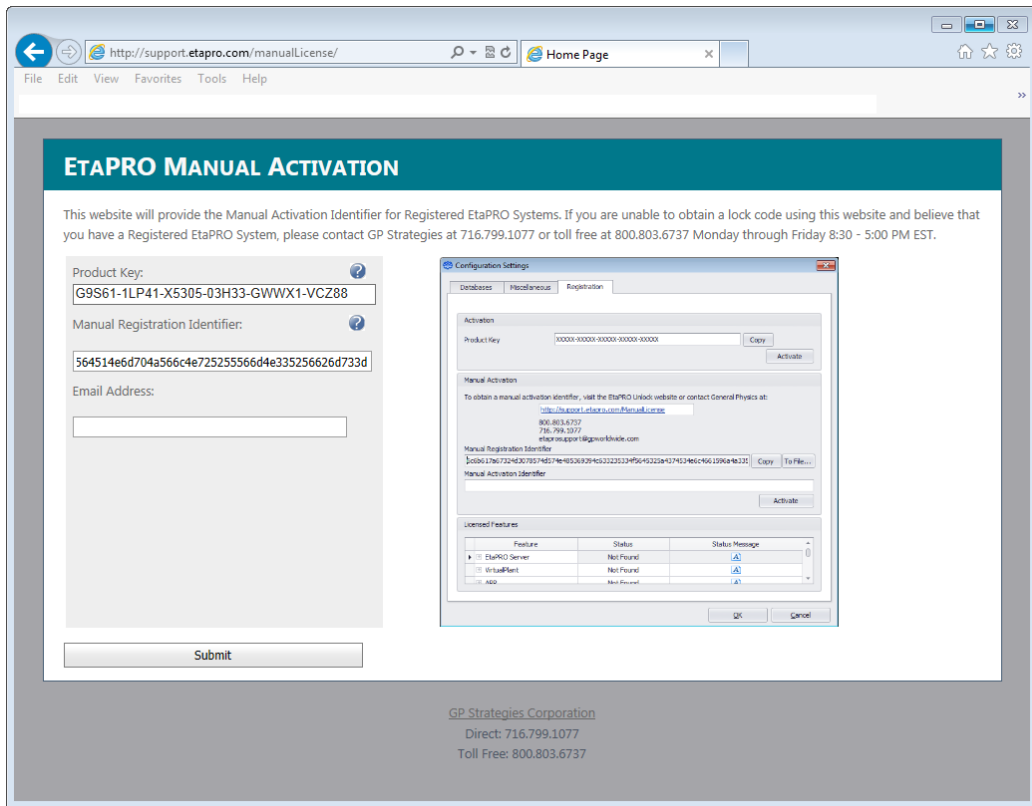 http://support.etapro.com/manualLicense/
Home Page
File Edit View Favorites Tools Help
ETAPRO MANUAL ACTIVATION
This website will provide the Manual Activation Identifier for Registered EtaPRO Systems. If you are unable to obtain a lock code using this website and believe that
you have a Registered EtaPRO System, please contact GP Strategies at 716.799.1077 or toll free at 800.803.6737 Monday through Friday 8:30 - 5:00 PM EST.
Product Key:
G9S61-1LP41-X5305-03H33-GWWX1-VCZ88
Manual Registration Identifier:
564514e6d704a566c4e725255566d4e335256626d733d
Email Address:
Submit
Configuration Settings
Databases Miscellaneous Registration
Activation
Product Key XXXXX-XXXXX-XXXXX-XXXXX-XXXXX Copy
Activate
Manual Activation
To obtain a manual activation identifier, visit the EtaPRO Unlock website or contact General Physics at:
http://support.etapro.com/ManualLicense
800.803.6737
716.799.1077
etaprosupport@gpworldwide.com
Manual Registration Identifier
Copy To File...
Manual Activation Identifier
Activate
Licensed Features
Feature Status Status Message
EtaPRO Server Not Found
VirtualPlant Not Found
APR Not Found
OK Cancel
GP Strategies Corporation
Direct: 716.799.1077
Toll Free: 800.803.6737